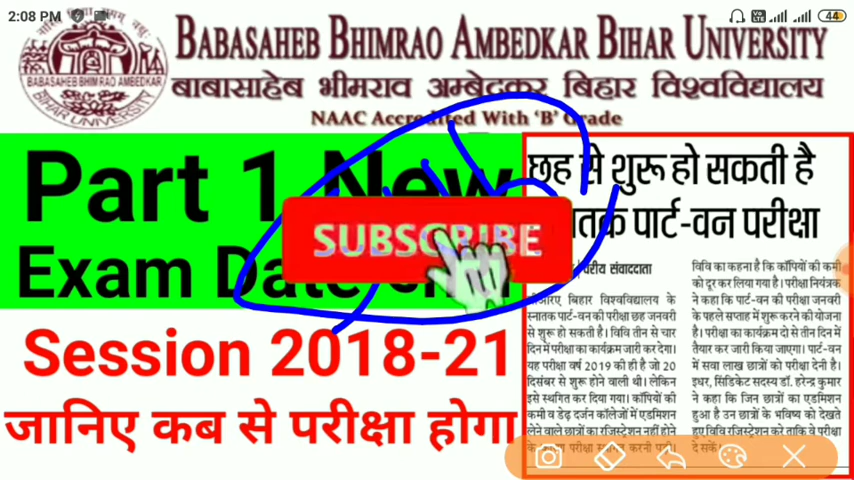 2:08 PM
44
BABASAHEB BHIMRAO AMBEDKAR BIHAR UNIVERSITY
बाबासाहेब भीमराव अम्बेदकर बिहार विश्वविद्यालय
NAAC Accredited With 'B' Grade
BABASAHEB BHIMRAO AMBEDKAR
BIHAR UNIVERSITY
Part 1 New
Exam Date
SUBSCRIBE
Session 2018-21
जानिए कब से परीक्षा होगा
छह से शुरू हो सकती है
पार्ट-वन परीक्षा
संवाददाता
बिहार विश्वविद्यालय के
स्नातक पार्ट-वन की परीक्षा छह जनवरी
से शुरू हो सकती है। विवि तीन से चार
दिन में परीक्षा का कार्यक्रम जारी कर देगा।
यह परीक्षा वर्ष 2019 की ही है जो 20
दिसंबर से शुरू होने वाली थी। लेकिन
इसे स्थगित कर दिया गया। कॉपियों की
कमी व डेढ़ दर्जन कॉलेजों में एडमिशन
लेने वाले छात्रों का रजिस्ट्रेशन नहीं होने
विवि का कहना है कि कॉपियों की कमी
को दूर कर लिया गया है। परीक्षा नियंत्रक
ने कहा कि पार्ट-वन की परीक्षा जनवरी
के पहले सप्ताह में शुरू करने की योजना
है। परीक्षा का कार्यक्रम दो से तीन दिन में
तैयार कर जारी किया जाएगा। पार्ट-वन
में सवा लाख छात्रों को परीक्षा देनी है।
इधर, सिंडिकेट सदस्य डॉ. हरेन्द्र कुमार
ने कहा कि जिन छात्रों का एडमिशन
हुआ है उन छात्रों के भविष्य को देखते
हुए विवि रजिस्ट्रेशन करे ताकि वे परीक्षा
दे सकें।